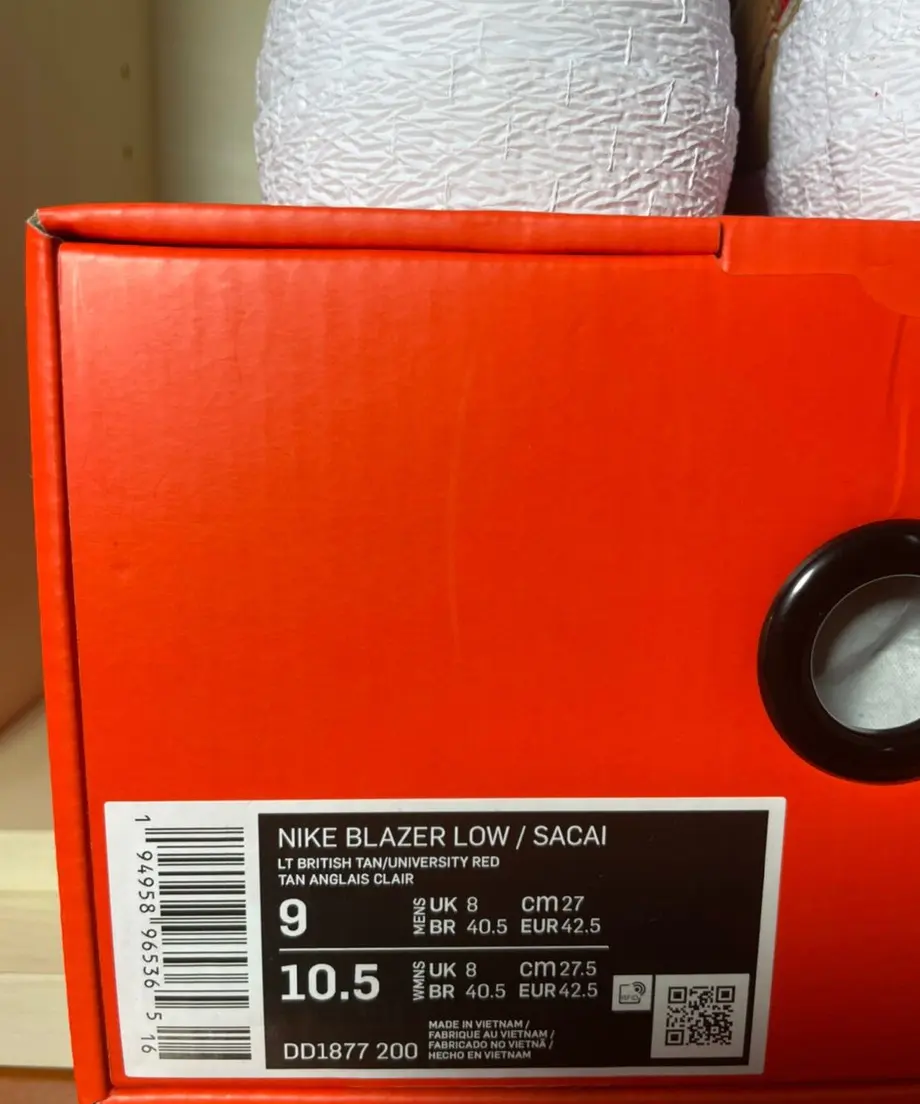 NIKE BLAZER LOW / SACAI
LT BRITISH TAN/UNIVERSITY RED
TAN ANGLAIS CLAIR
9 MENS UK 8 cm 27
BR 40.5 EUR 42.5
10.5 WMNS UK 8 cm 27.5
BR 40.5 EUR 42.5
RFID
MADE IN VIETNAM /
FABRIQUE AU VIETNAM /
FABRICADO NO VIETNÃ /
HECHO EN VIETNAM
DD1877 200
1 94958 96536 5 16